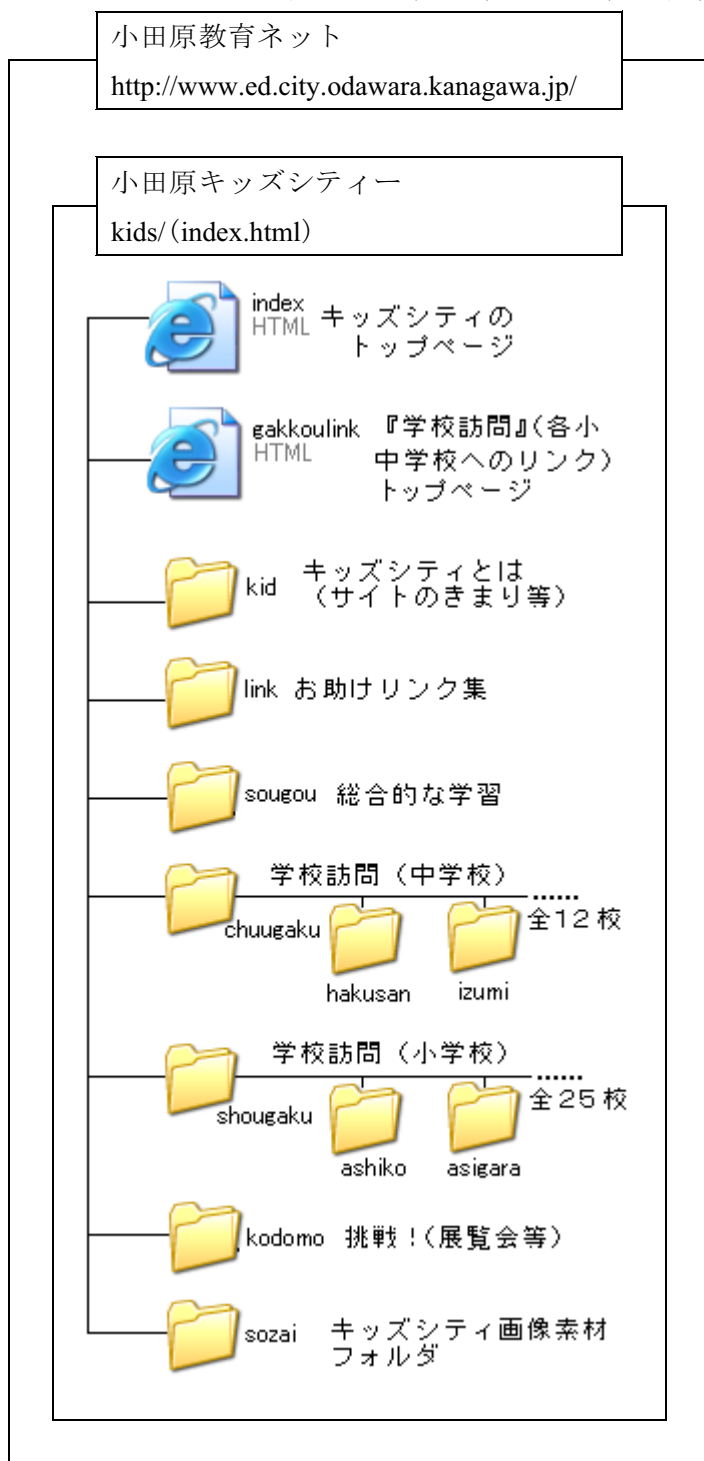 小田原教育ネット
http://www.ed.city.odawara.kanagawa.jp/
小田原キッズシティー
kids/(index.html)
index
HTML
キッズシティの
トップページ
gakkoulink
HTML
『学校訪問』(各小
中学校へのリンク)
トップページ
kid
キッズシティとは
(サイトのきまり等)
link お助けリンク集
sougou 総合的な学習
学校訪問(中学校)
......
chuugaku
全12校
hakusan
izumi
学校訪問(小学校)
......
shougaku
全25校
ashiko
asigara
kodomo 挑戦!(展覧会等)
sozai
キッズシティ画像素材
フォルダ